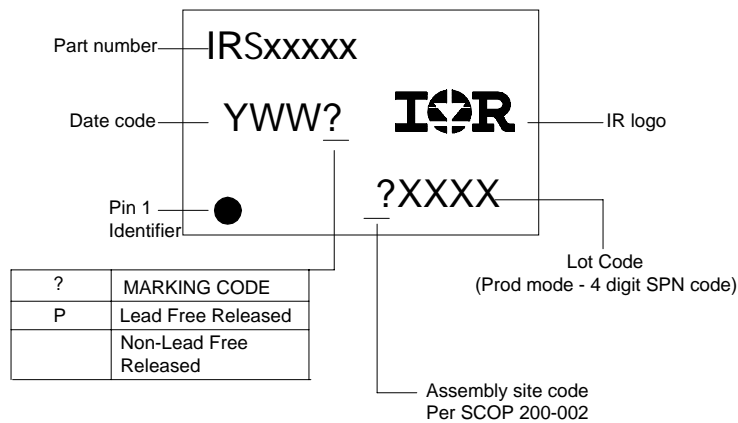 Part number
IRSxxxxx
Date code
YWW?
IOR
IR logo
Pin 1
Identifier
?XXXX
Lot Code
(Prod mode - 4 digit SPN code)
? MARKING CODE
P Lead Free Released
Non-Lead Free
Released
Assembly site code
Per SCOP 200-002